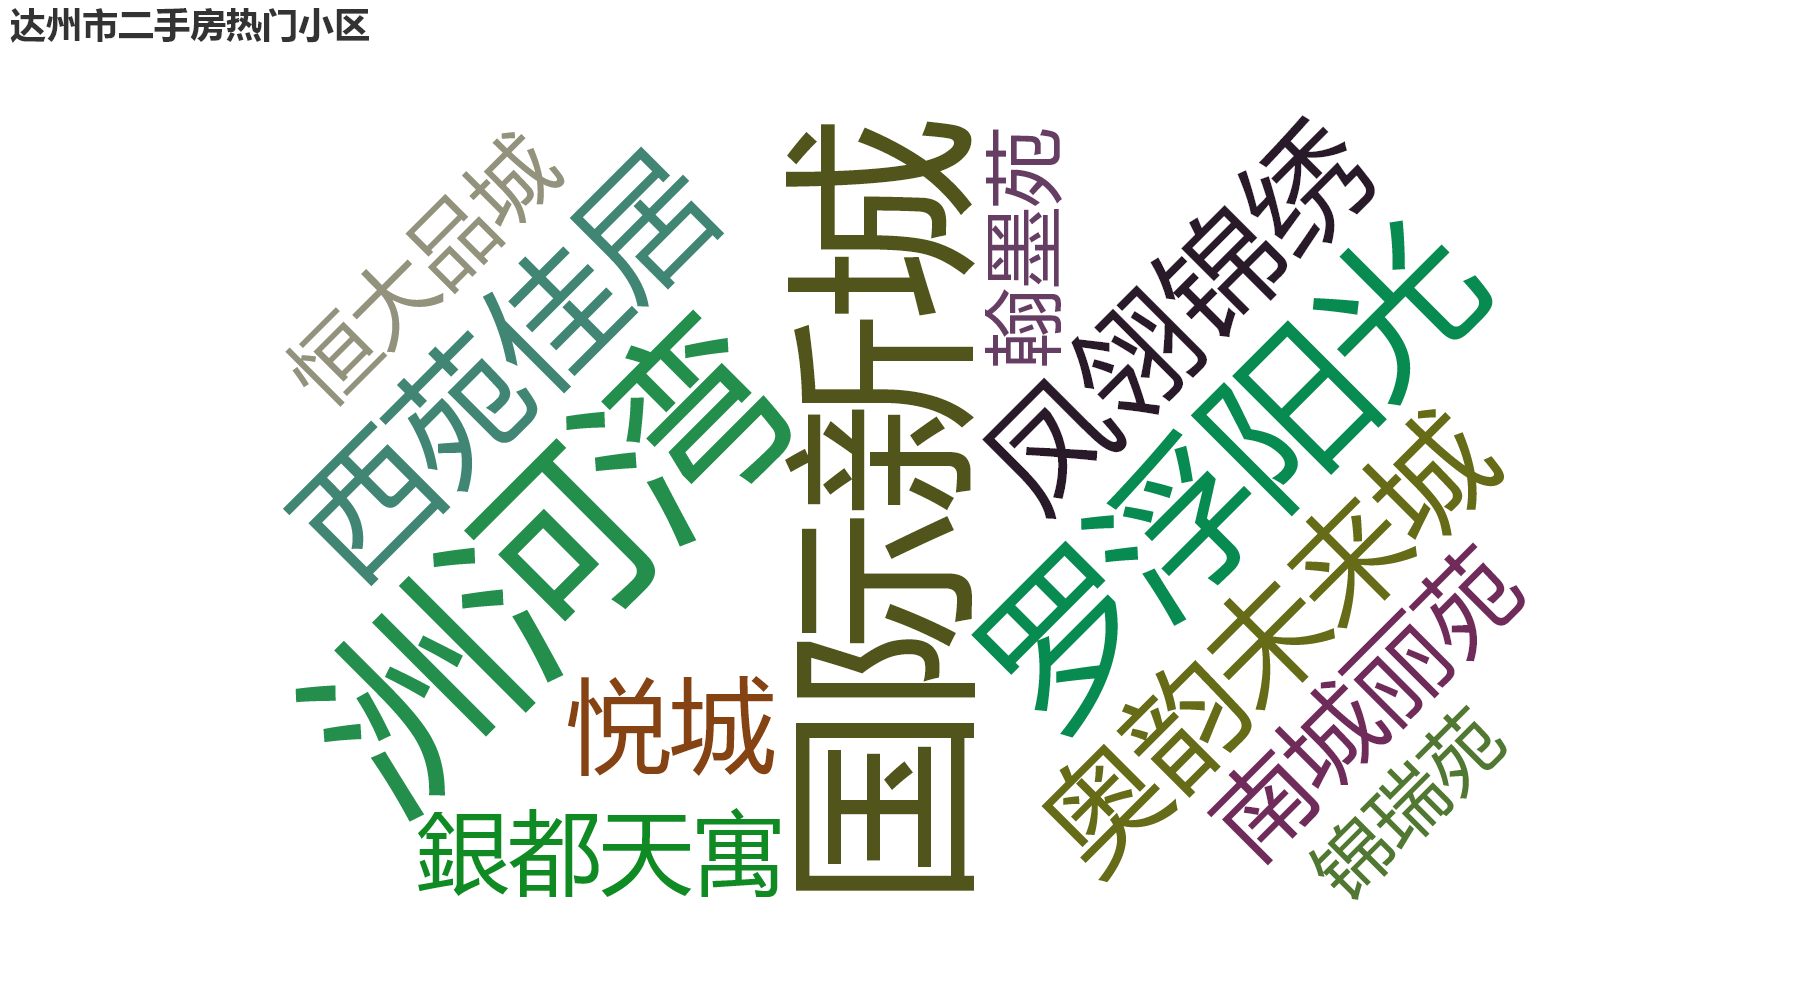 达州市二手房热门小区
恒大品城
西苑佳居
洲河湾
国际新城
翰墨苑
凤翎锦绣
罗浮阳光
奥韵未来城
南城丽苑
锦瑞苑
悦城
銀都天寓